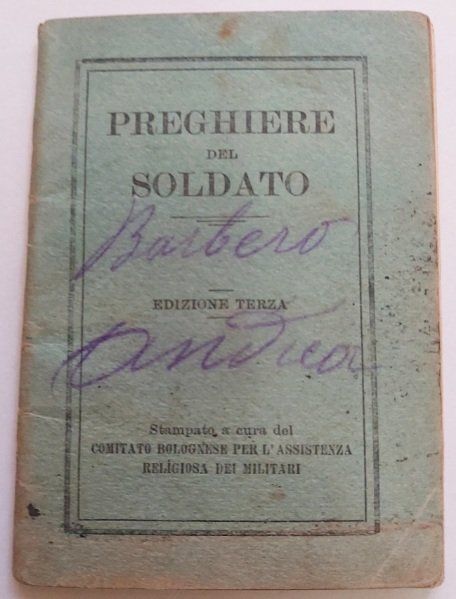 PREGHIERE
DEL
SOLDATO
Barbero
EDIZIONE TERZA
Andrea
Stampato a cura del
COMITATO BOLOGNESE PER L'ASSISTENZA
RELIGIOSA DEI MILITARI